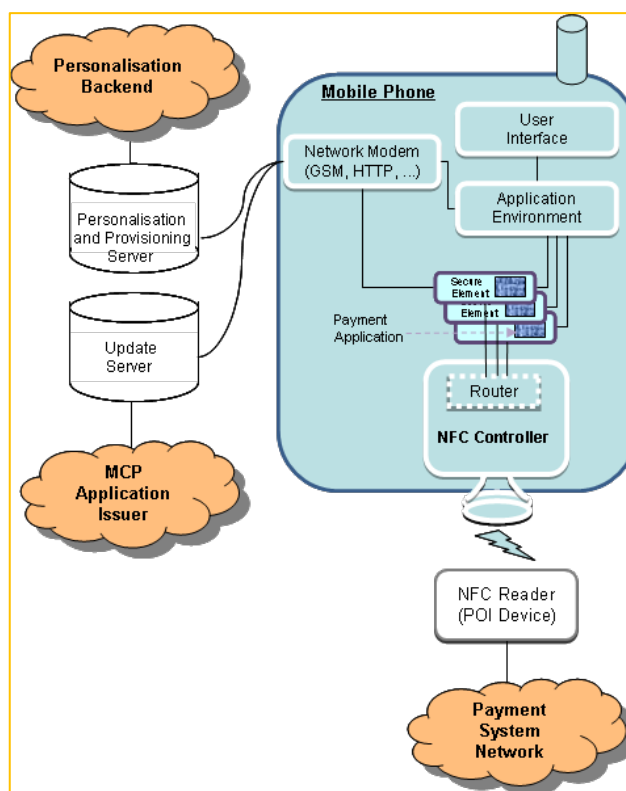 Personalisation
Backend
Personalisation
and Provisioning
Server
Update
Server
MCP
Application
Issuer
Mobile Phone
User
Interface
Network Modem
(GSM, HTTP, ...)
Application
Environment
Secure
Element
Element
Payment
Application
Router
NFC Controller
NFC Reader
(POI Device)
Payment
System
Network